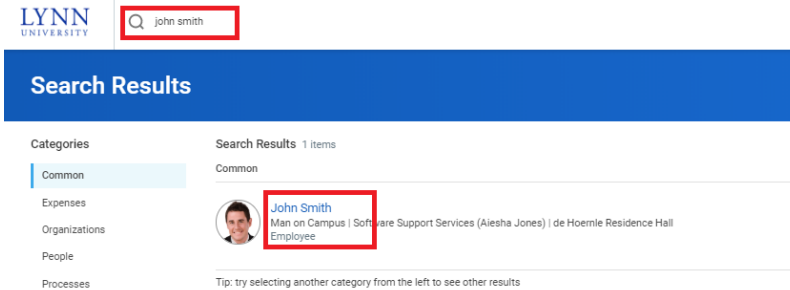 LYNN
UNIVERSITY
john smith
Search Results
Categories
Common
Expenses
Organizations
People
Processes
Search Results 1 items
Common
John Smith
Man on Campus | Software Support Services (Aiesha Jones) | de Hoernle Residence Hall
Employee
Tip: try selecting another category from the left to see other results